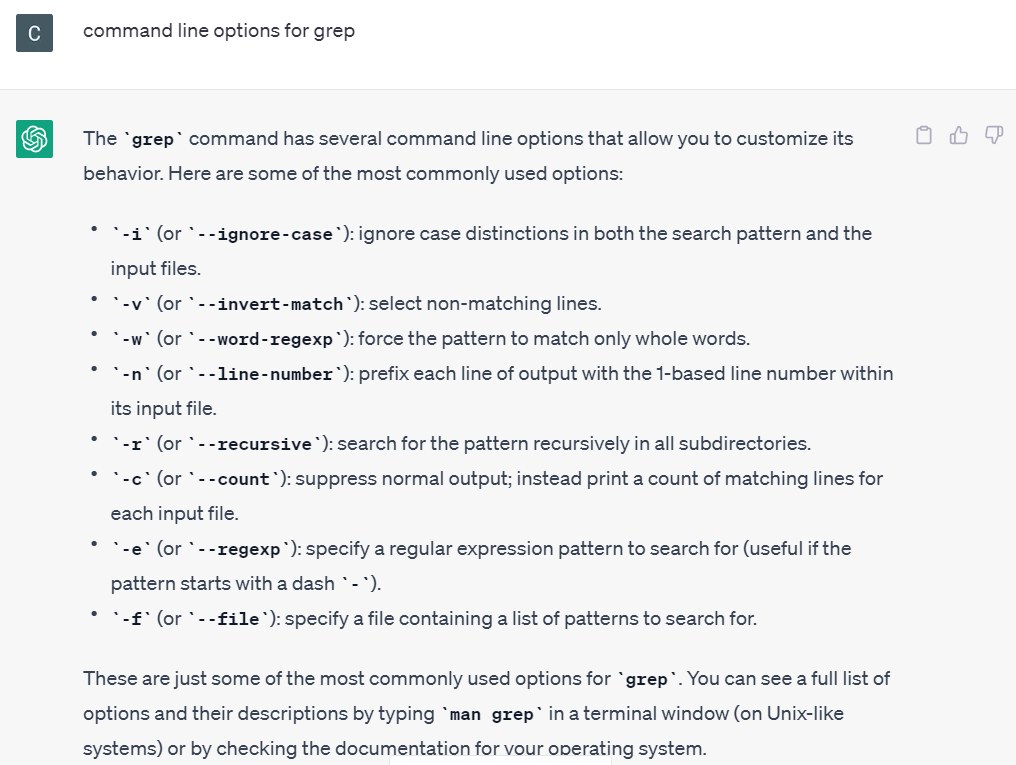 C
command line options for grep
The `grep` command has several command line options that allow you to customize its
behavior. Here are some of the most commonly used options:
• `-i` (or `--ignore-case`): ignore case distinctions in both the search pattern and the
input files.
• `-v` (or `--invert-match`): select non-matching lines.
• `-w` (or `--word-regexp`): force the pattern to match only whole words.
• `-n` (or `--line-number`): prefix each line of output with the 1-based line number within
its input file.
• `-r` (or `--recursive`): search for the pattern recursively in all subdirectories.
• `-c` (or `--count`): suppress normal output; instead print a count of matching lines for
each input file.
• `-e` (or `--regexp`): specify a regular expression pattern to search for (useful if the
pattern starts with a dash `-`).
• `-f` (or `--file`): specify a file containing a list of patterns to search for.
These are just some of the most commonly used options for `grep`. You can see a full list of
options and their descriptions by typing `man grep` in a terminal window (on Unix-like
systems) or by checking the documentation for your operating system.